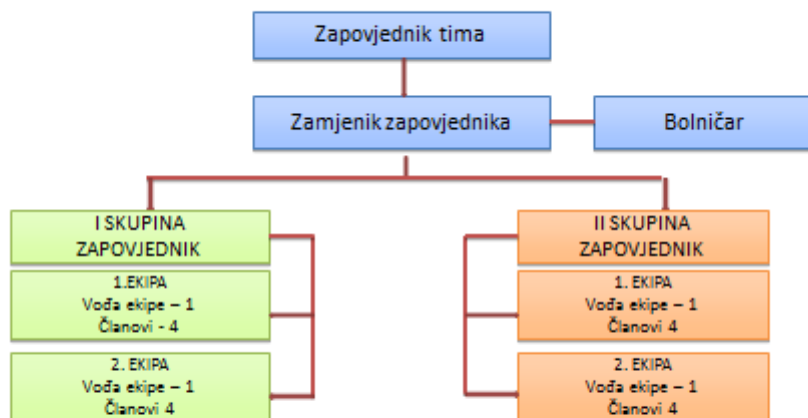 Zapovjednik tima
Zamjenik zapovjednika
Bolničar
I SKUPINA
ZAPOVJEDNIK
1.EKIPA
Vođa ekipe – 1
Članovi - 4
2. EKIPA
Vođa ekipe – 1
Članovi 4
II SKUPINA
ZAPOVJEDNIK
1. EKIPA
Vođa ekipe – 1
Članovi 4
2. EKIPA
Vođa ekipe – 1
Članovi 4